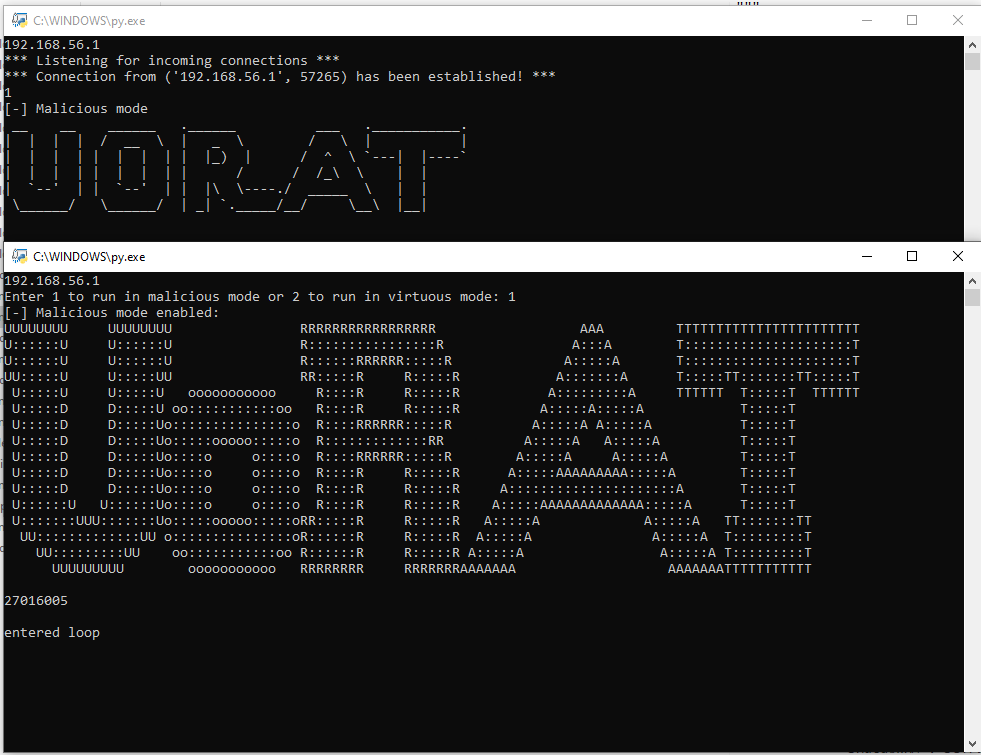 C:\WINDOWS\py.exe
192.168.56.1
*** Listening for incoming connections ***
*** Connection from ('192.168.56.1', 57265) has been established! ***
1
[-] Malicious mode
UORAT
C:\WINDOWS\py.exe
192.168.56.1
Enter 1 to run in malicious mode or 2 to run in virtuous mode: 1
[-] Malicious mode enabled:
UoRAT
27016005
entered loop